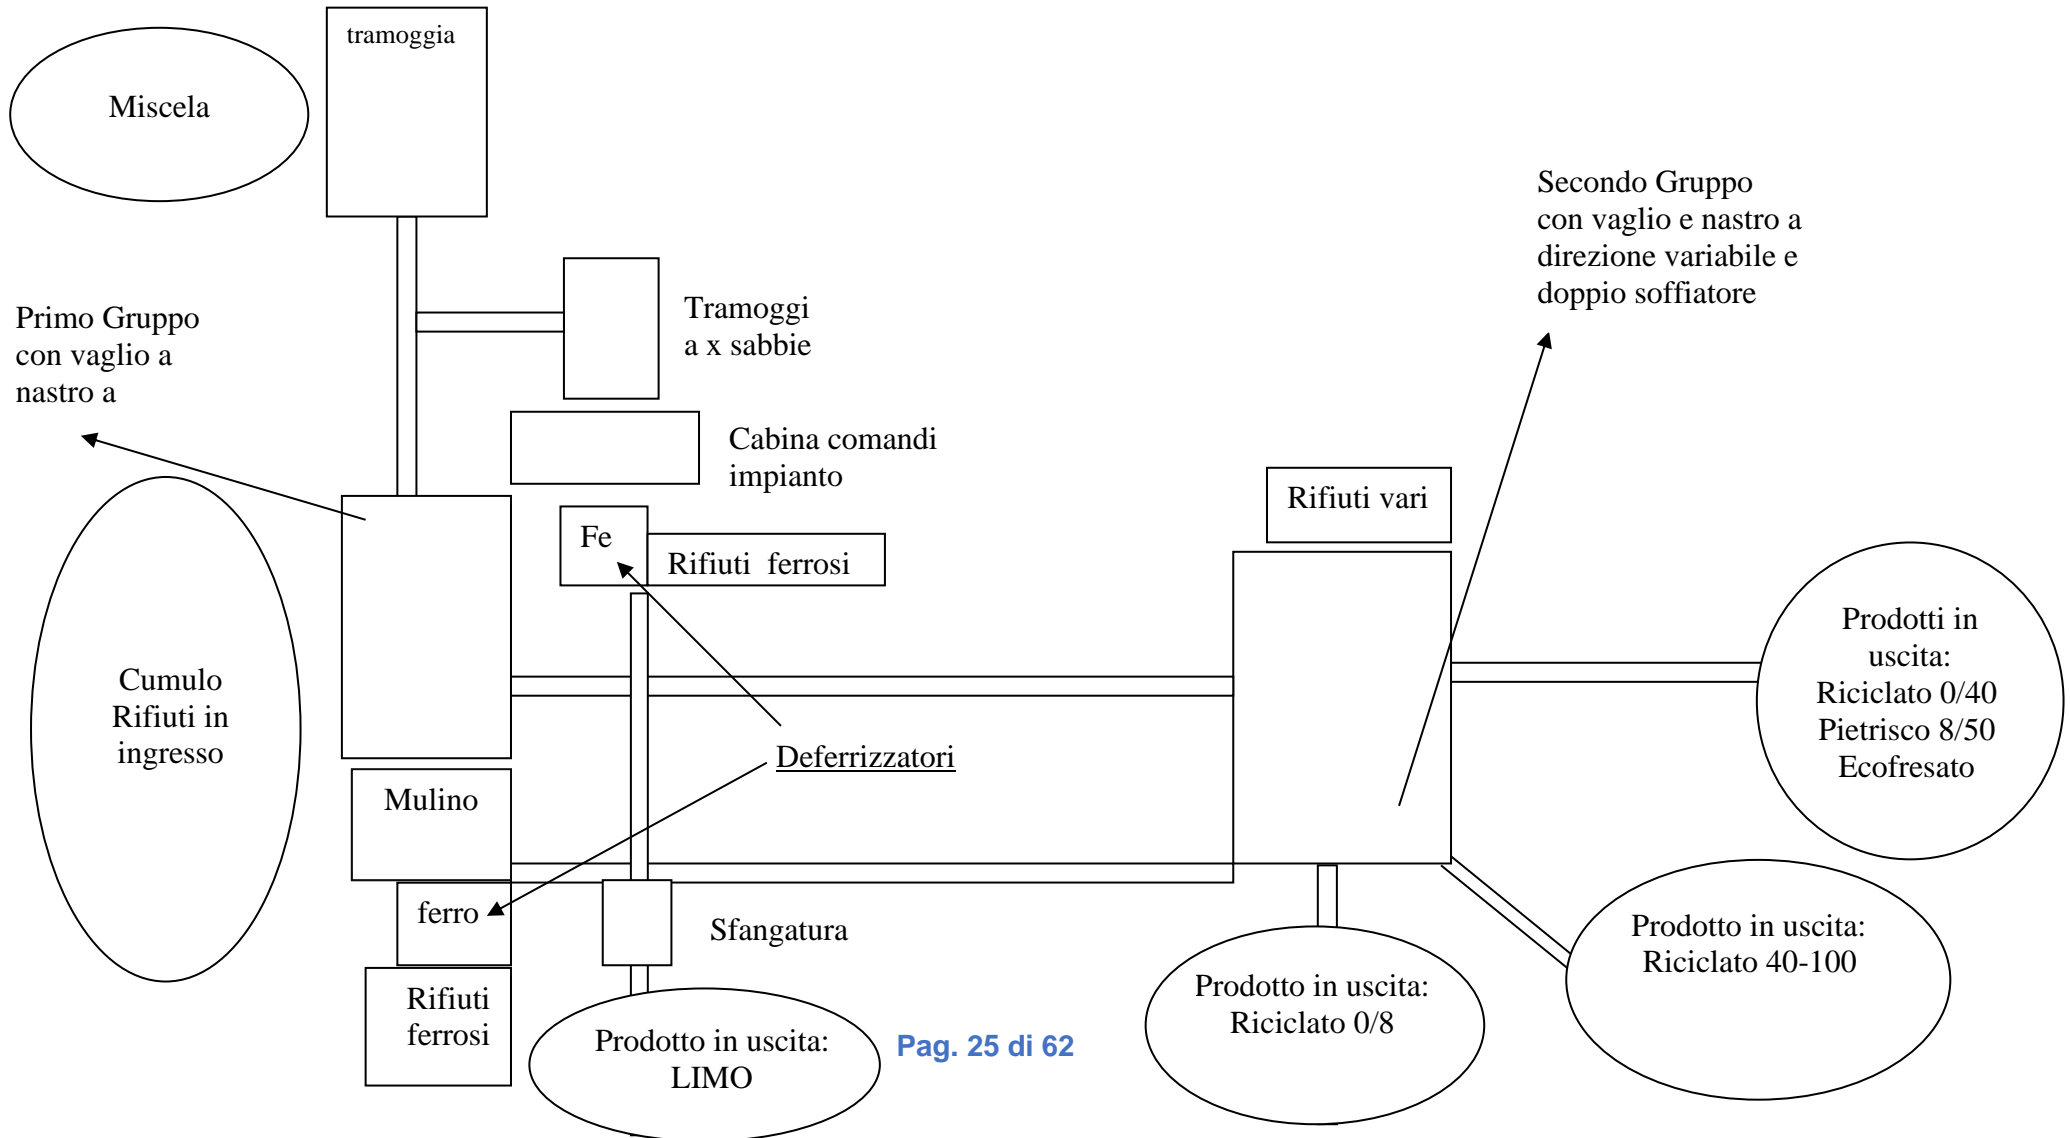 tramoggia
Miscela
Secondo Gruppo
con vaglio e nastro a
direzione variabile e
doppio soffiatore
Tramoggi
a x sabbie
Primo Gruppo
con vaglio a
nastro a
Cabina comandi
impianto
Rifiuti vari
Fe
Rifiuti  ferrosi
Prodotti in
uscita:
Riciclato 0/40
Pietrisco 8/50
Ecofresato
Cumulo
Rifiuti in
ingresso
Deferrizzatori
Mulino
ferro
Sfangatura
Prodotto in uscita:
Riciclato 40-100
Rifiuti
ferrosi
Prodotto in uscita:
Riciclato 0/8
Prodotto in uscita:
LIMO
Pag. 25 di 62